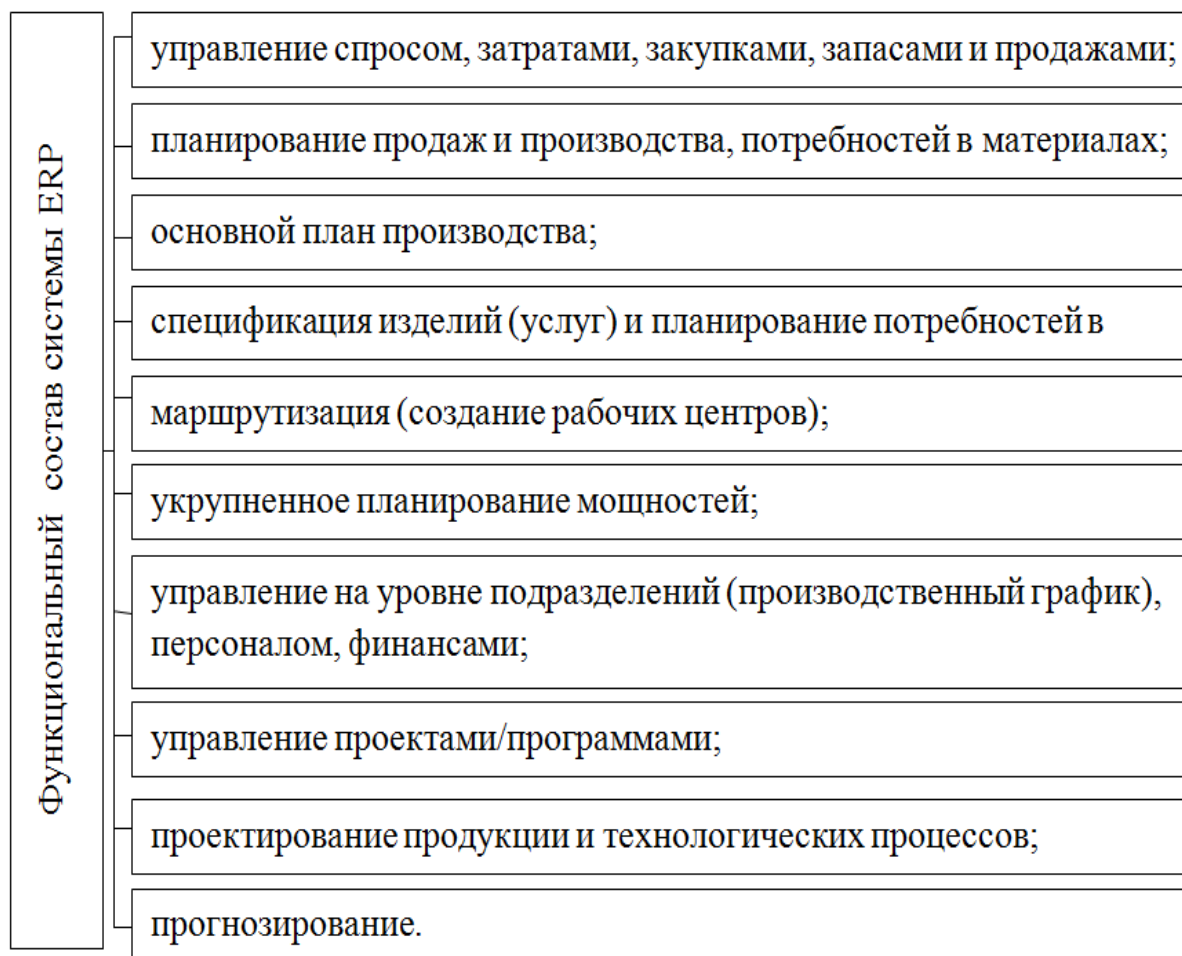 Функциональный состав системы ERP
управление спросом, затратами, закупками, запасами и продажами;
планирование продаж и производства, потребностей в материалах;
основной план производства;
спецификация изделий (услуг) и планирование потребностей в
маршрутизация (создание рабочих центров);
укрупненное планирование мощностей;
управление на уровне подразделений (производственный график),
персоналом, финансами;
управление проектами/программами;
проектирование продукции и технологических процессов;
прогнозирование.